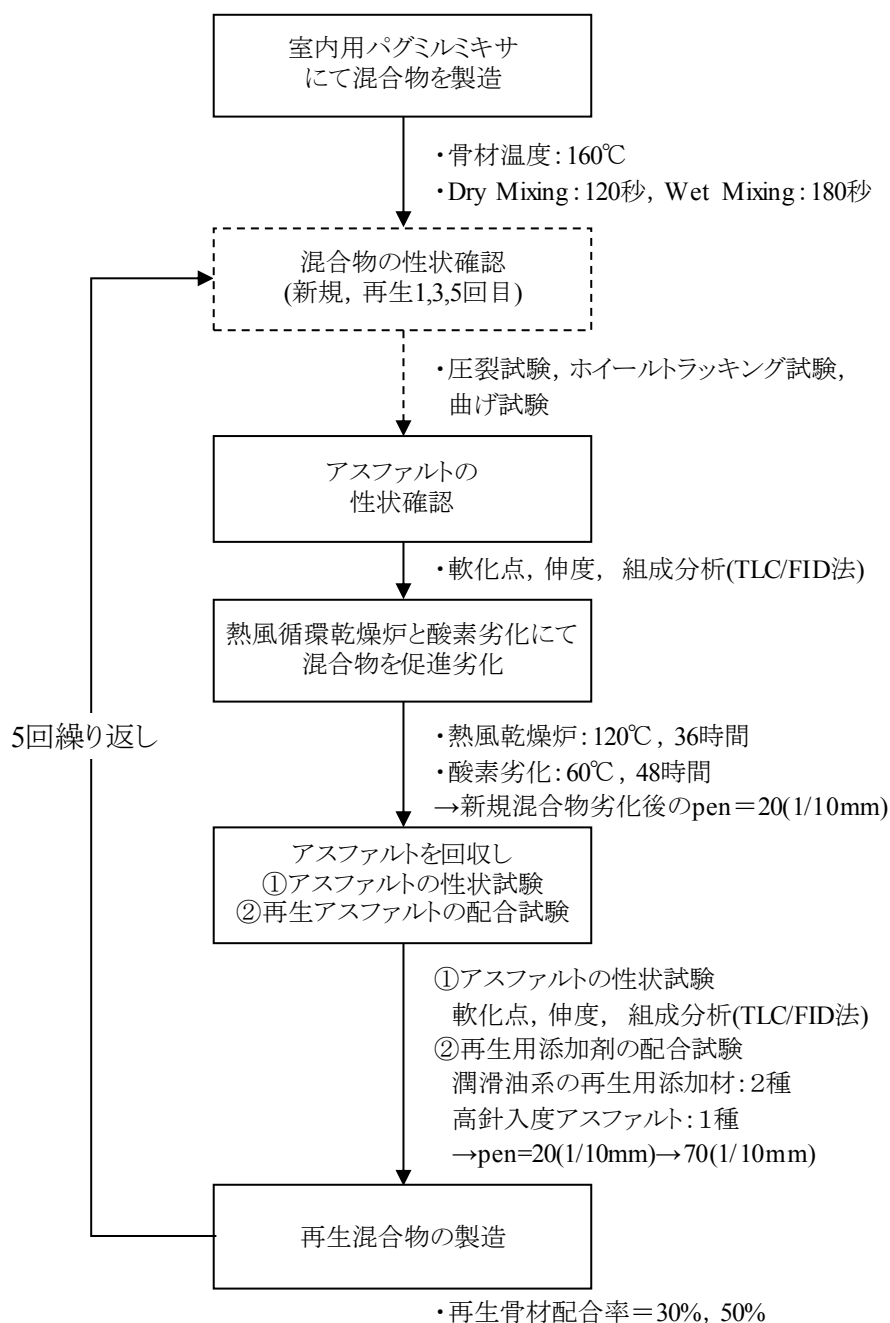 室内用パグミルミキサ
にて混合物を製造
・骨材温度：160℃
・Dry Mixing：120秒，Wet Mixing：180秒
混合物の性状確認
(新規，再生1,3,5回目)
・圧裂試験，ホイールトラッキング試験，
曲げ試験
アスファルトの
性状確認
・軟化点，伸度， 組成分析(TLC/FID法)
熱風循環乾燥炉と酸素劣化にて
混合物を促進劣化
5回繰り返し
・熱風乾燥炉：120℃，36時間
・酸素劣化：60℃，48時間
→新規混合物劣化後のpen＝20(1/10mm)
アスファルトを回収し
①アスファルトの性状試験
②再生アスファルトの配合試験
①アスファルトの性状試験
軟化点，伸度， 組成分析(TLC/FID法)
②再生用添加剤の配合試験
潤滑油系の再生用添加材：２種
高針入度アスファルト：１種
→pen=20(1/10mm)→70(1/10mm)
再生混合物の製造
・再生骨材配合率＝30%，50%